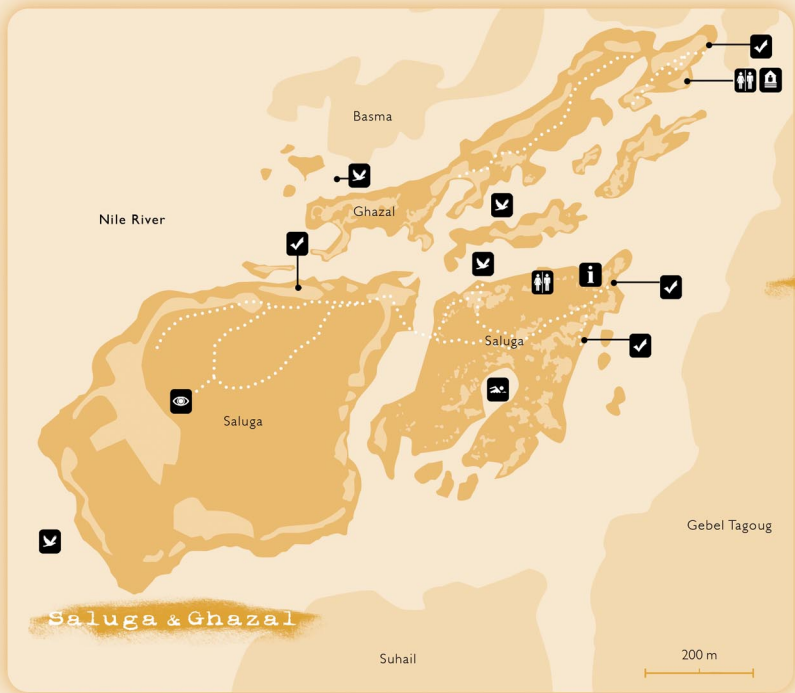 Basma
Ghazal
Nile River
i
Saluga
Saluga
Gebel Tagoug
Saluga & Ghazal
Suhail
200 m